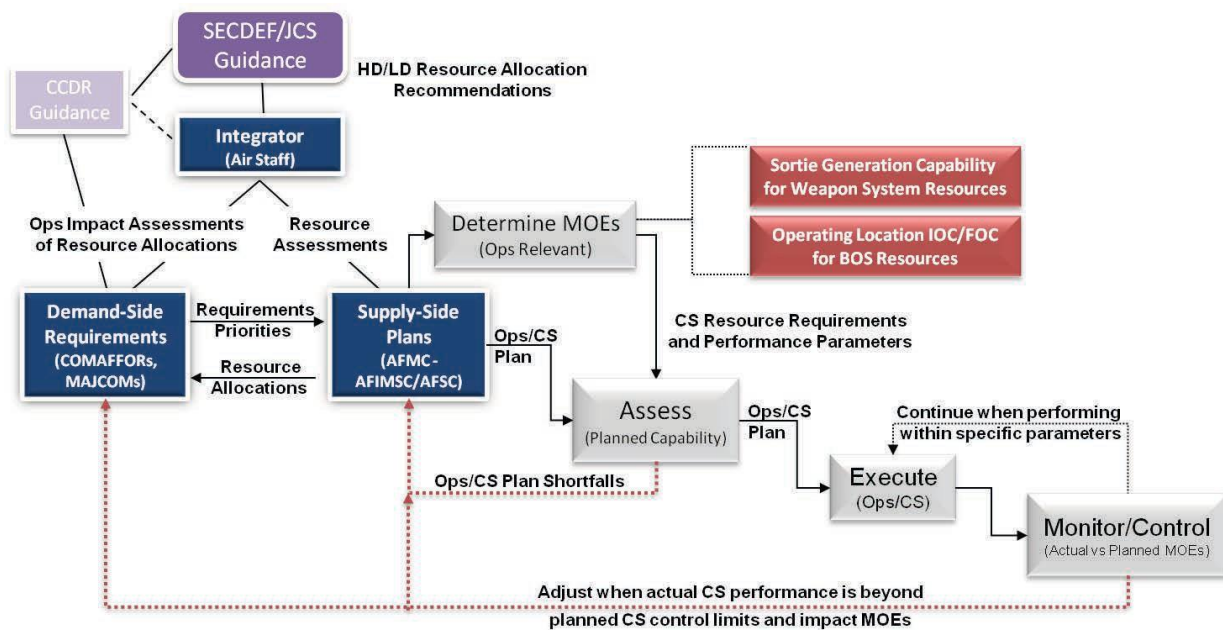 SECDEF/JCS
Guidance
HD/LD Resource Allocation
Recommendations
CCDR
Guidance
Integrator
(Air Staff)
Ops Impact Assessments
of Resource Allocations
Resource
Assessments
Determine MOEs
(Ops Relevant)
Sortie Generation Capability
for Weapon System Resources
Operating Location IOC/FOC
for BOS Resources
Demand-Side
Requirements
(COMAFFORs,
MAJCOMs)
Requirements
Priorities
Resource
Allocations
Supply-Side
Plans
(AFMC-
AFIMSC/AFSC)
Ops/CS
Plan
CS Resource Requirements
and Performance Parameters
Assess
(Planned Capability)
Ops/CS
Plan
Continue when performing
within specific parameters
Execute
(Ops/CS)
Ops/CS Plan Shortfalls
Monitor/Control
(Actual vs Planned MOEs)
Adjust when actual CS performance is beyond
planned CS control limits and impact MOEs